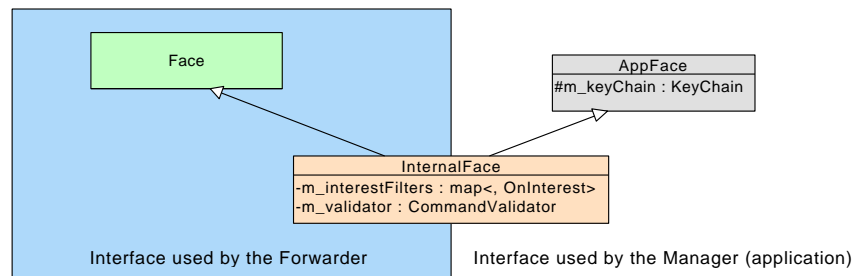 Face
AppFace
#m_keyChain : KeyChain
InternalFace
-m_interestFilters : map<, OnInterest>
-m_validator : CommandValidator
Interface used by the Forwarder
Interface used by the Manager (application)